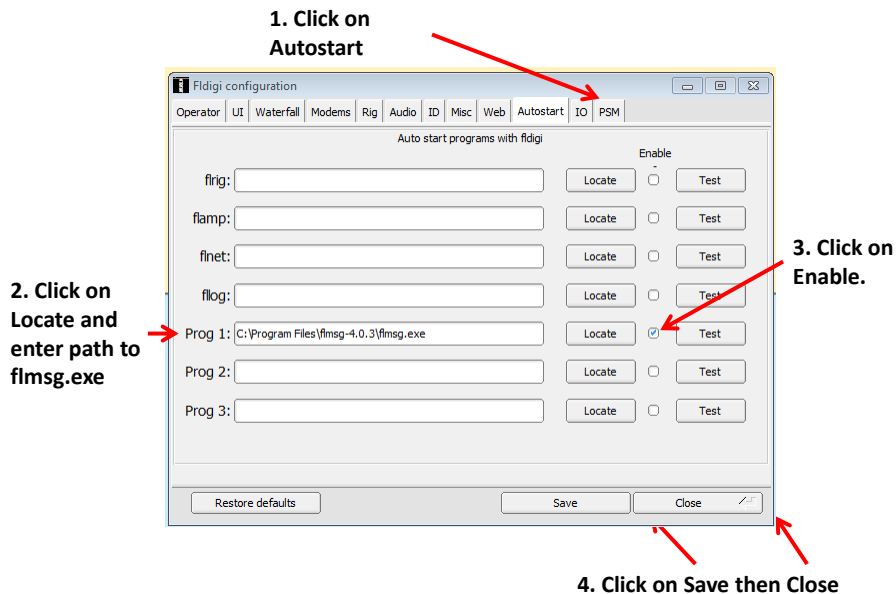 1. Click on
Autostart
Fldigi configuration
Operator UI Waterfall Modems Rig Audio ID Misc Web Autostart IO PSM
Auto start programs with fldigi
Enable
-
flrig: Locate Test
flamp: Locate Test
flnet: Locate Test
3. Click on
Enable.
fllog: Locate Test
2. Click on
Locate and
enter path to
flmsg.exe
Prog 1: C:\Program Files\flmsg-4.0.3\flmsg.exe Locate Test
Prog 2: Locate Test
Prog 3: Locate Test
Restore defaults Save Close
4. Click on Save then Close